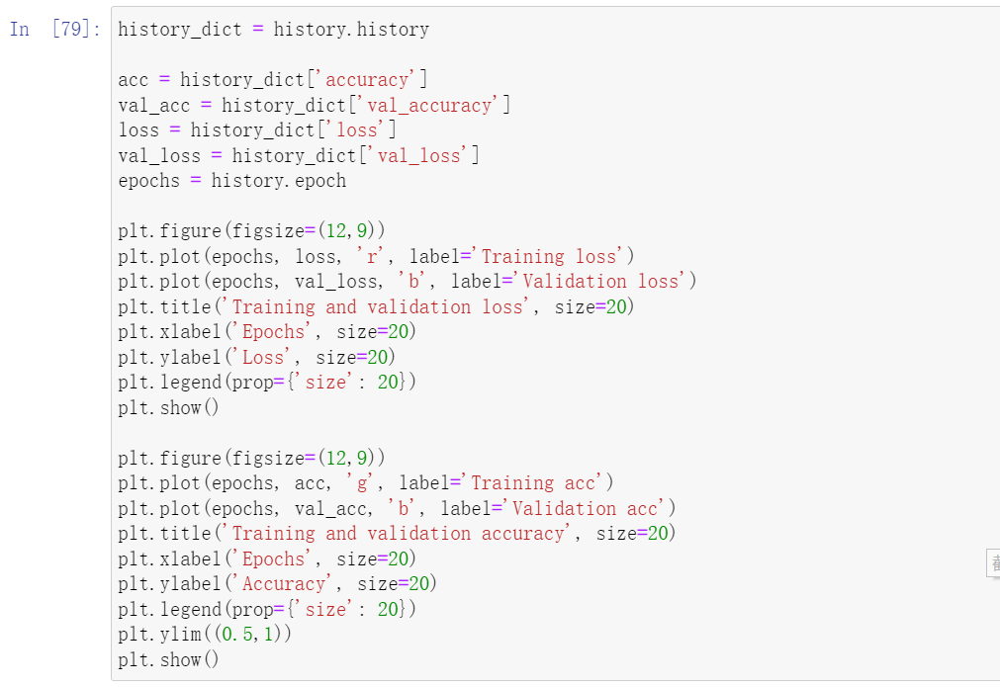 In [79]: history_dict = history.history
acc = history_dict['accuracy']
val_acc = history_dict['val_accuracy']
loss = history_dict['loss']
val_loss = history_dict['val_loss']
epochs = history.epoch
plt.figure(figsize=(12,9))
plt.plot(epochs, loss, 'r', label='Training loss')
plt.plot(epochs, val_loss, 'b', label='Validation loss')
plt.title('Training and validation loss', size=20)
plt.xlabel('Epochs', size=20)
plt.ylabel('Loss', size=20)
plt.legend(prop={'size': 20})
plt.show()
plt.figure(figsize=(12,9))
plt.plot(epochs, acc, 'g', label='Training acc')
plt.plot(epochs, val_acc, 'b', label='Validation acc')
plt.title('Training and validation accuracy', size=20)
plt.xlabel('Epochs', size=20)
plt.ylabel('Accuracy', size=20)
plt.legend(prop={'size': 20})
plt.ylim((0.5,1))
plt.show()